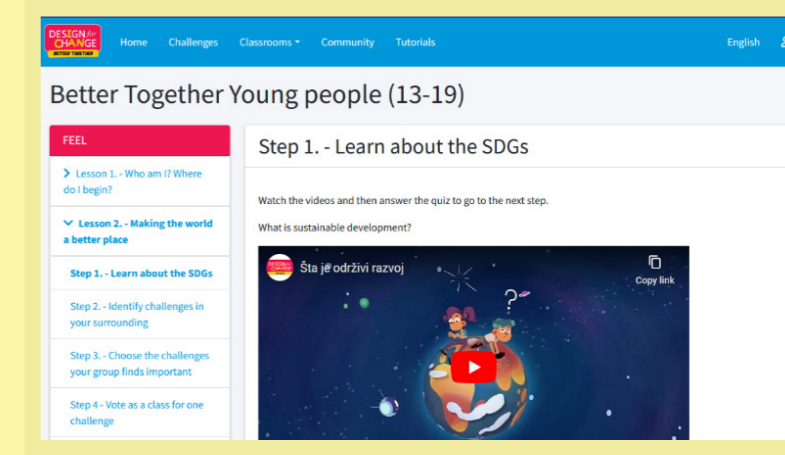 DESIGN for
CHANGE
BETTER TOGETHER
Home
Challenges
Classrooms
Community
Tutorials
English
Better Together Young people (13-19)
FEEL
Lesson 1. - Who am I? Where
do I begin?
Lesson 2. - Making the world
a better place
Step 1. - Learn about the SDGs
Step 2. - Identify challenges in
your surrounding
Step 3. - Choose the challenges
your group finds important
Step 4 - Vote as a class for one
challenge
Step 1. - Learn about the SDGs
Watch the videos and then answer the quiz to go to the next step.
What is sustainable development?
Šta je održivi razvoj
Copy link
?